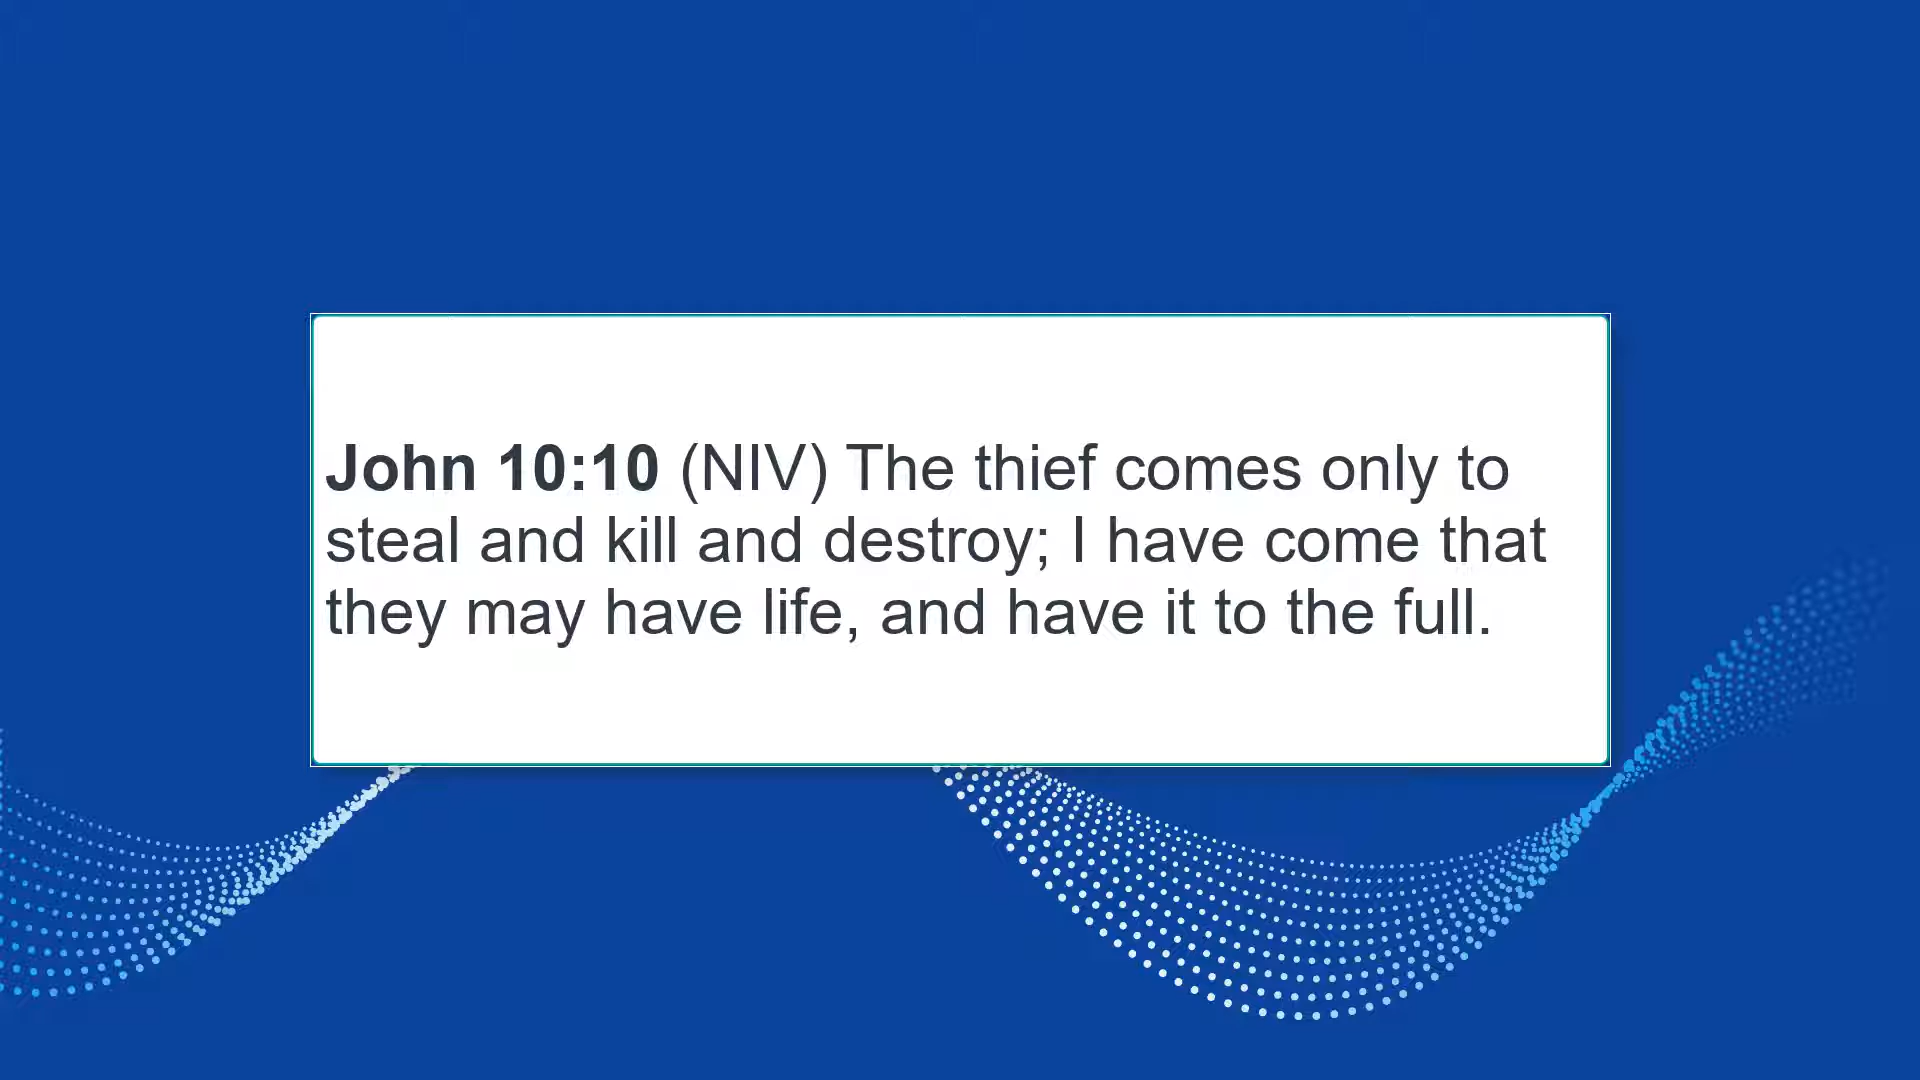 John 10:10 (NIV) The thief comes only to
steal and kill and destroy; I have come that
they may have life, and have it to the full.